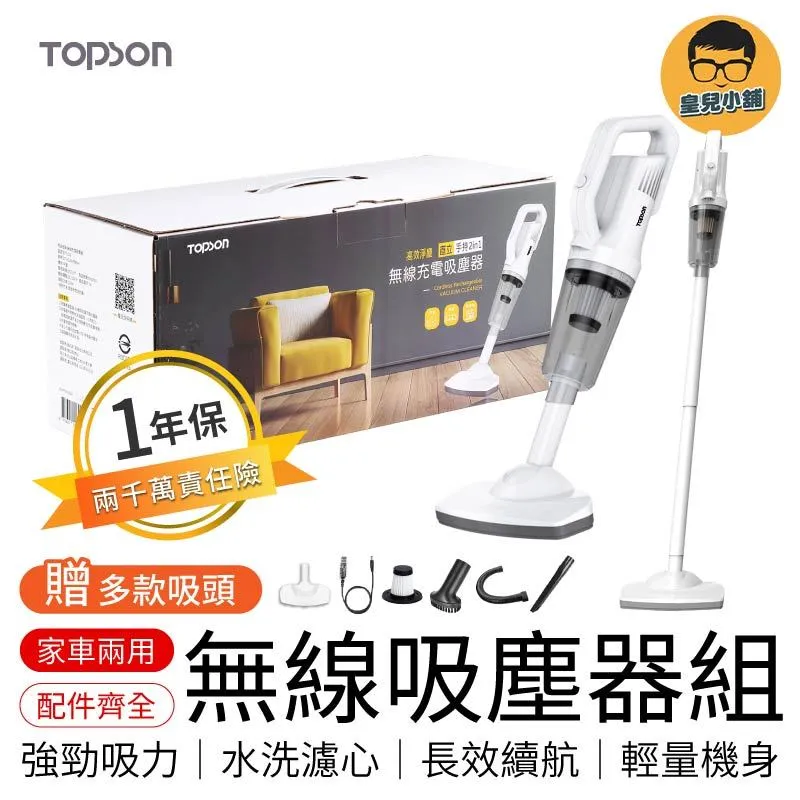 TOPSON
皇兒小舖
TOPSON
高效淨塵 直立 手持2in1
無線充電吸塵器
Cordless Rechargeable
VACUUM CLEANER
TOPSON
1年保
兩千萬責任險
贈 多款吸頭
家車兩用
配件齊全
無線吸塵器組
強勁吸力｜水洗濾心｜長效續航｜輕量機身